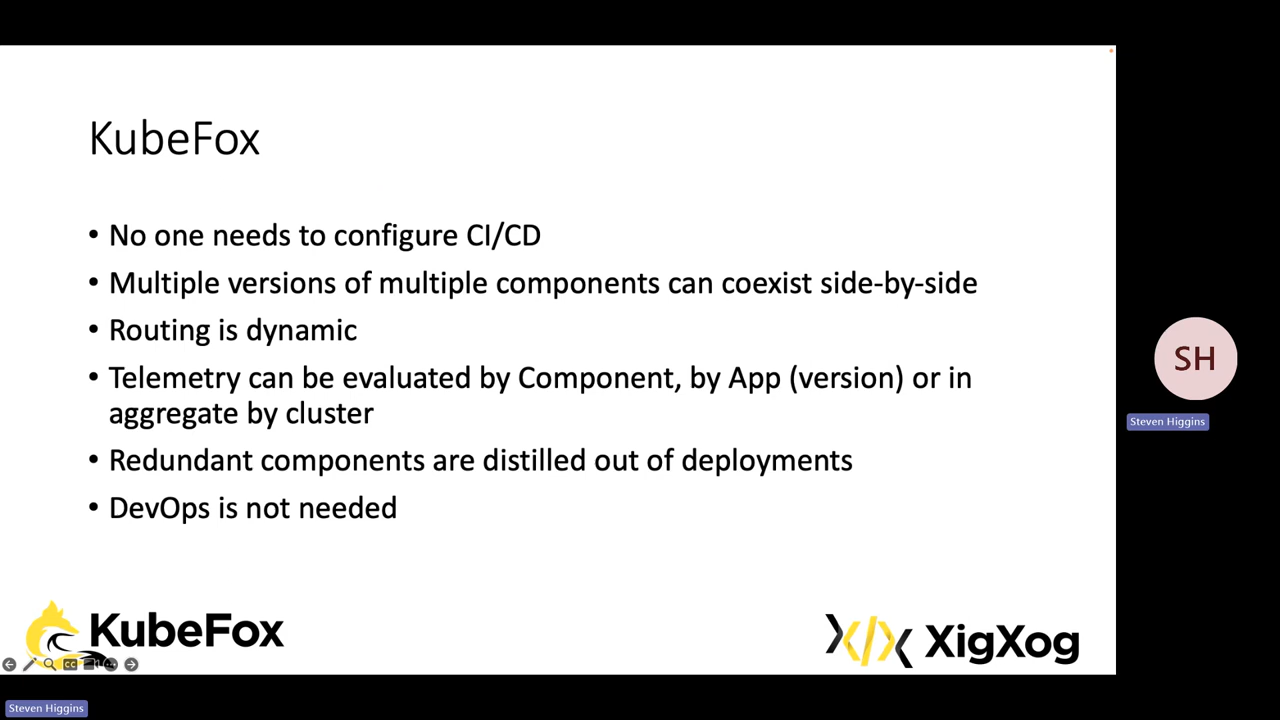 KubeFox
• No one needs to configure CI/CD
• Multiple versions of multiple components can coexist side-by-side
• Routing is dynamic
• Telemetry can be evaluated by Component, by App (version) or in
aggregate by cluster
• Redundant components are distilled out of deployments
• DevOps is not needed
SH
Steven Higgins
KubeFox
XigXog
CC
Steven Higgins